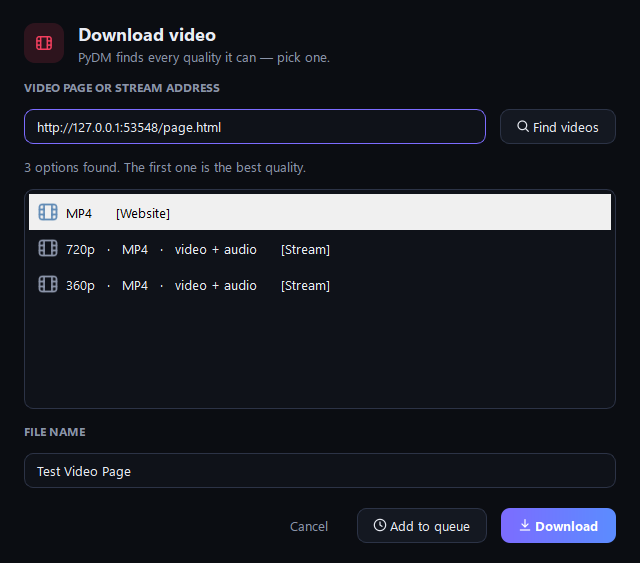 Download video
PyDM finds every quality it can — pick one.
VIDEO PAGE OR STREAM ADDRESS
http://127.0.0.1:53548/page.html
Find videos
3 options found. The first one is the best quality.
MP4 [Website]
720p · MP4 · video + audio [Stream]
360p · MP4 · video + audio [Stream]
FILE NAME
Test Video Page
Cancel Add to queue Download